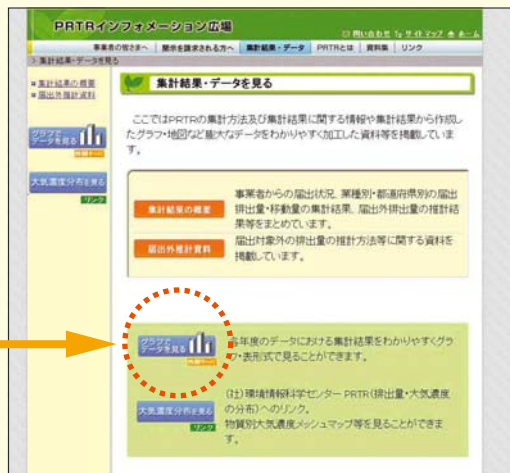 PRTRインフォメーション広場
問い合わせ サイトマップ ホーム
事業者の皆さまへ 開示を請求される方へ 集計結果・データ PRTRとは 資料集 リンク
> 集計結果・データを見る
集計結果の概要
届出外推計資料
グラフで
データを見る
大気濃度分布を見る
リンク
集計結果・データを見る
ここではPRTRの集計方法及び集計結果に関する情報や集計結果から作成し
たグラフ・地図など膨大なデータをわかりやすく加工した資料等を掲載していま
す。
集計結果の概要
事業者からの届出状況、業種別・都道府県別の届出
排出量・移動量の集計結果、届出外排出量の推計結
果等をまとめています。
届出外推計資料
届出対象外の排出量の推計方法等に関する資料を
掲載しています。
グラフで
データを見る
各年度のデータにおける集計結果をわかりやすくグラ
フ・表形式で見ることができます。
大気濃度分布を見る
リンク
(社)環境情報科学センター PRTR(排出量・大気濃度
の分布)へのリンク。
物質別大気濃度メッシュマップ等を見ることができま
す。